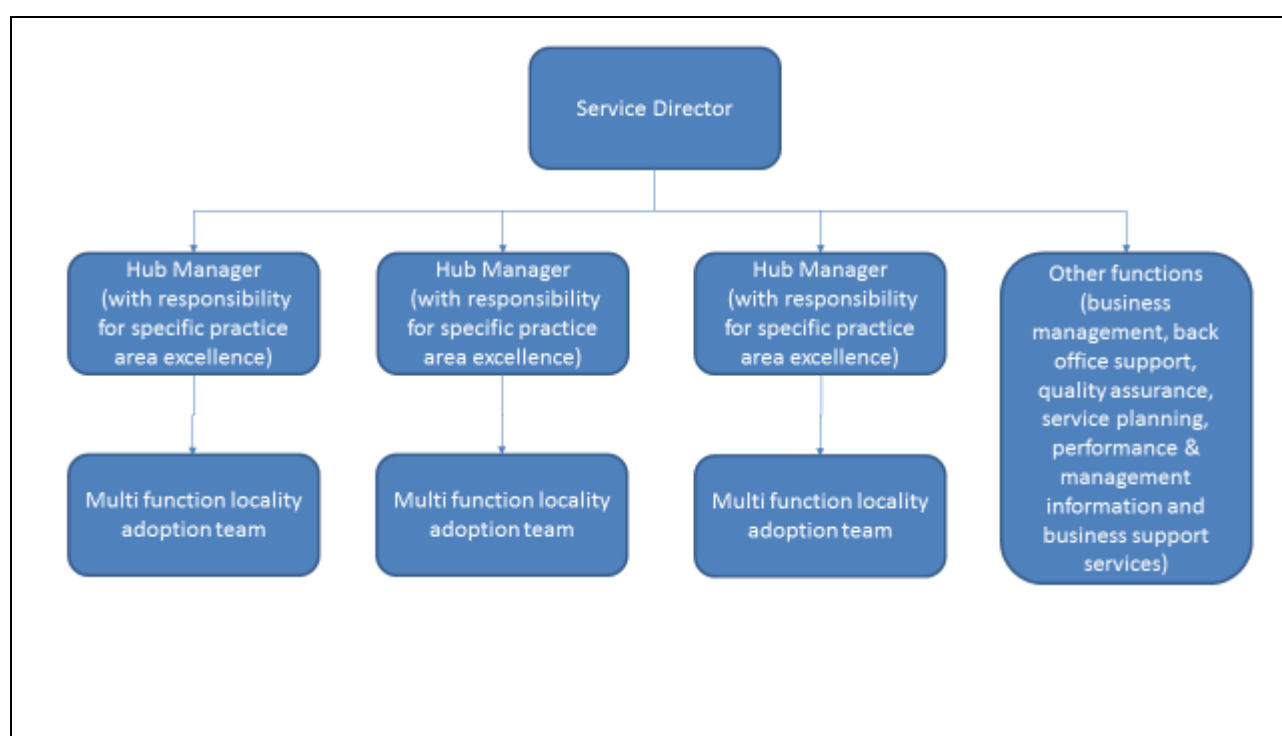 Service Director
Hub Manager
(with responsibility
for specific practice
area excellence)
Hub Manager
(with responsibility
for specific practice
area excellence)
Hub Manager
(with responsibility
for specific practice
area excellence)
Other functions
(business
management, back
office support,
quality assurance,
service planning,
performance &
management
information and
business support
services)
Multi function locality
adoption team
Multi function locality
adoption team
Multi function locality
adoption team